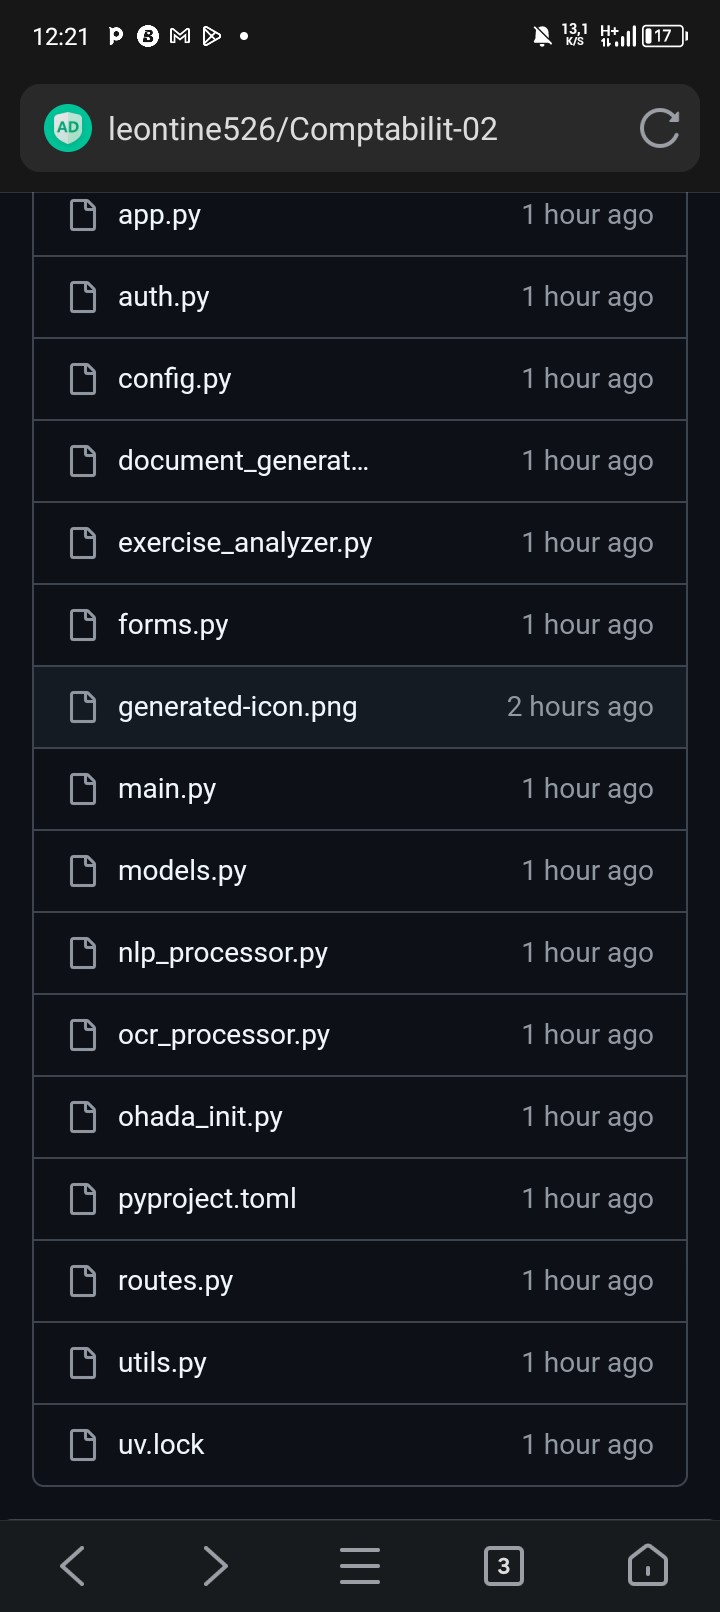 12:21
13,1
K/S
H+
17
AD
leontine526/Comptabilit-02
app.py 1 hour ago
auth.py 1 hour ago
config.py 1 hour ago
document_generat... 1 hour ago
exercise_analyzer.py 1 hour ago
forms.py 1 hour ago
generated-icon.png 2 hours ago
main.py 1 hour ago
models.py 1 hour ago
nlp_processor.py 1 hour ago
ocr_processor.py 1 hour ago
ohada_init.py 1 hour ago
pyproject.toml 1 hour ago
routes.py 1 hour ago
utils.py 1 hour ago
uv.lock 1 hour ago
3